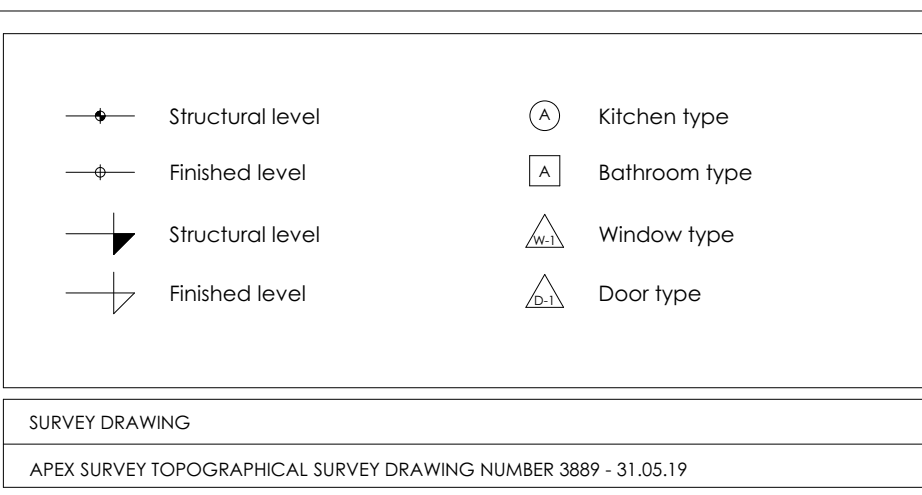 Structural level
Finished level
Structural level
Finished level
A Kitchen type
A Bathroom type
W-1 Window type
D-1 Door type
SURVEY DRAWING
APEX SURVEY TOPOGRAPHICAL SURVEY DRAWING NUMBER 3889 - 31.05.19